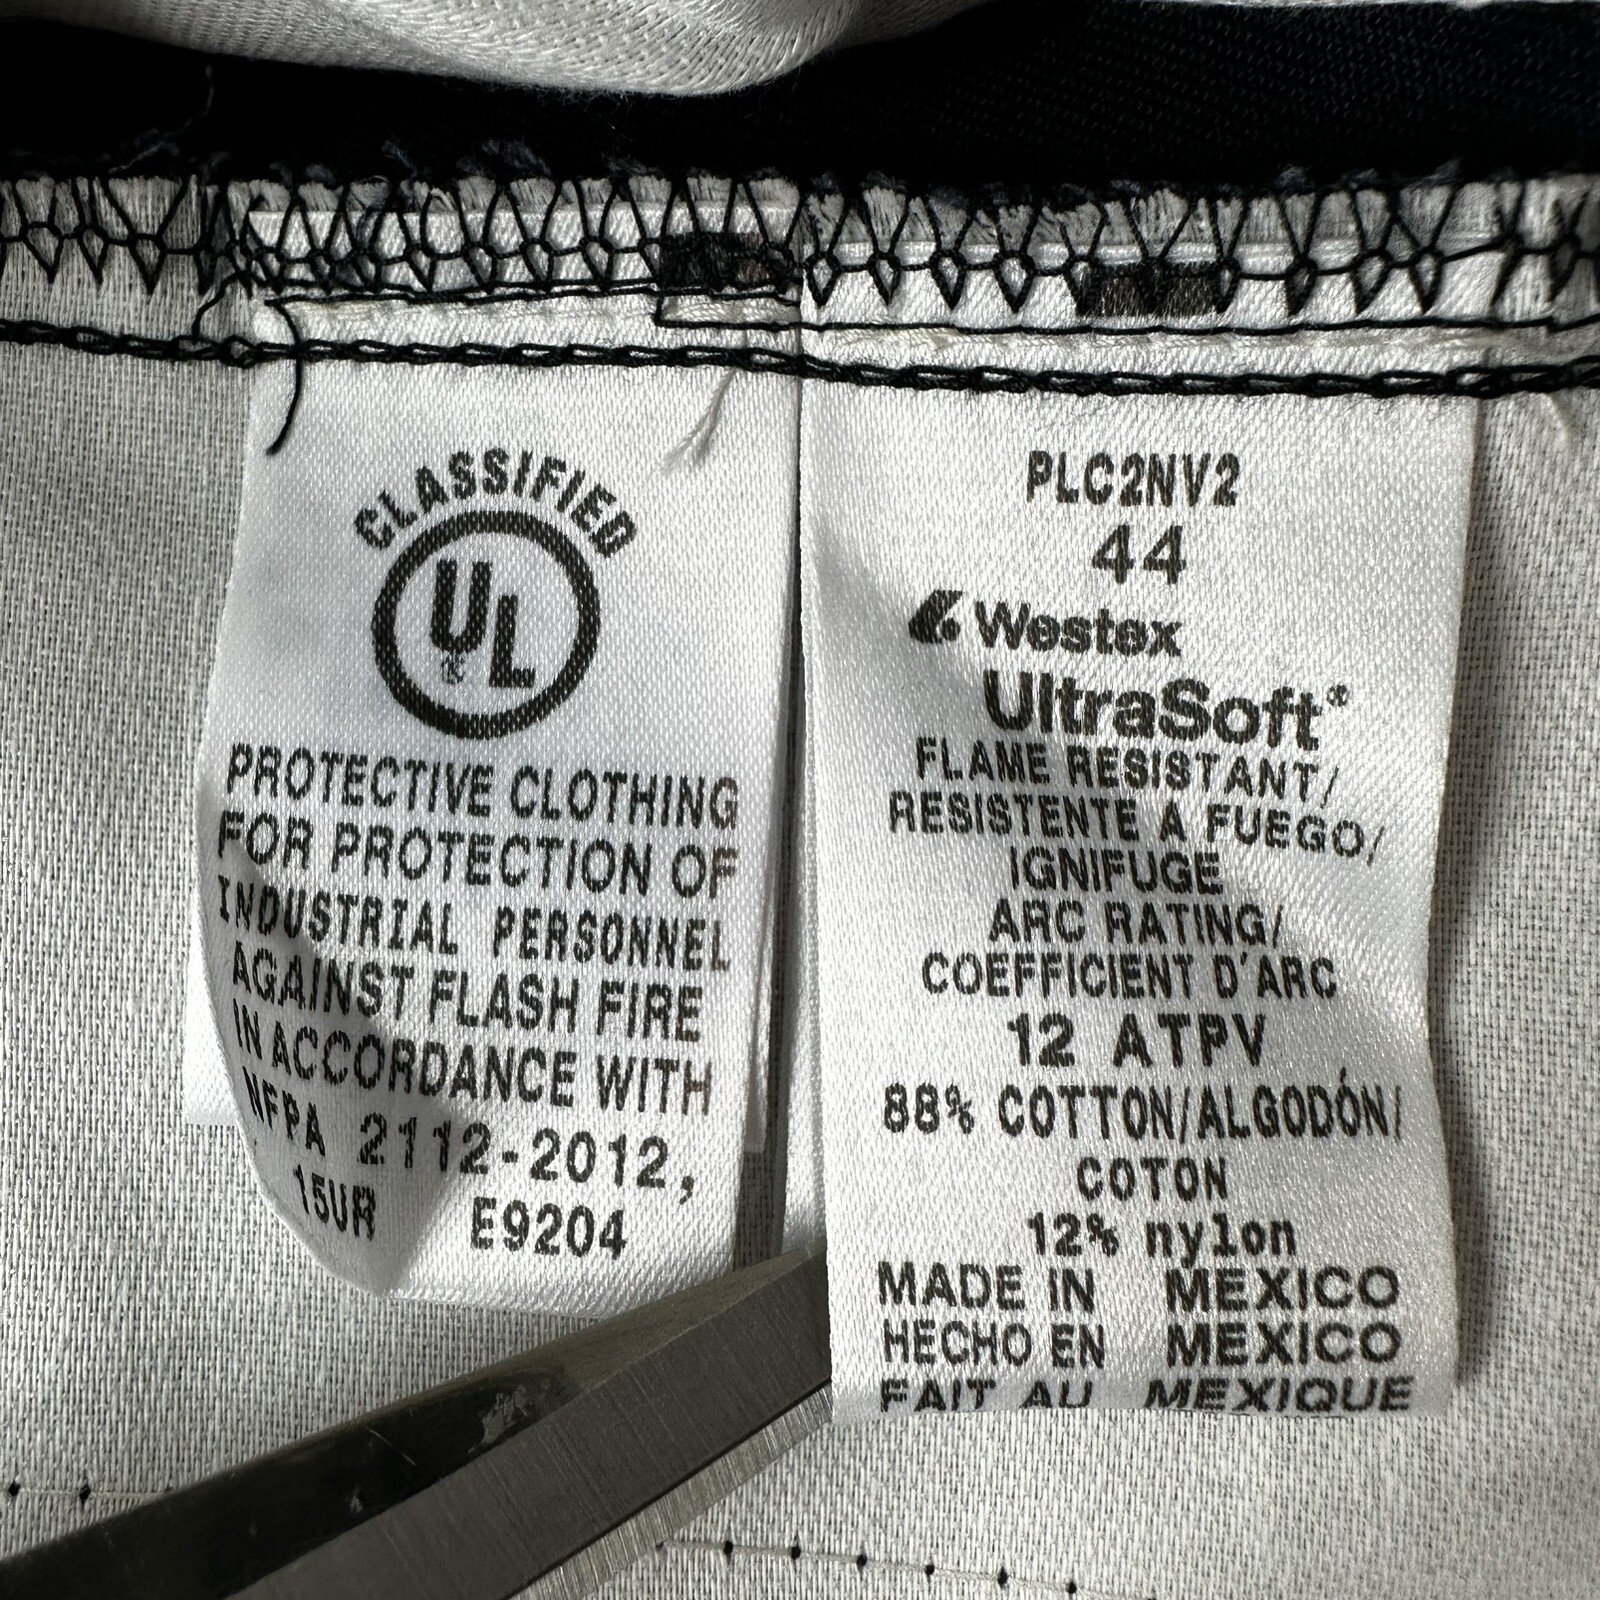 CLASSIFIED
UL
PROTECTIVE CLOTHING
FOR PROTECTION OF
INDUSTRIAL PERSONNEL
AGAINST FLASH FIRE
IN ACCORDANCE WITH
NFPA 2112-2012,
15UR E9204
PLC2NV2
44
Westex
UltraSoft®
FLAME RESISTANT/
RESISTENTE A FUEGO/
IGNIFUGE
ARC RATING/
COEFFICIENT D'ARC
12 ATPV
88% COTTON/ALGODÓN/
COTON
12% nylon
MADE IN MEXICO
HECHO EN MEXICO
FAIT AU MEXIQUE